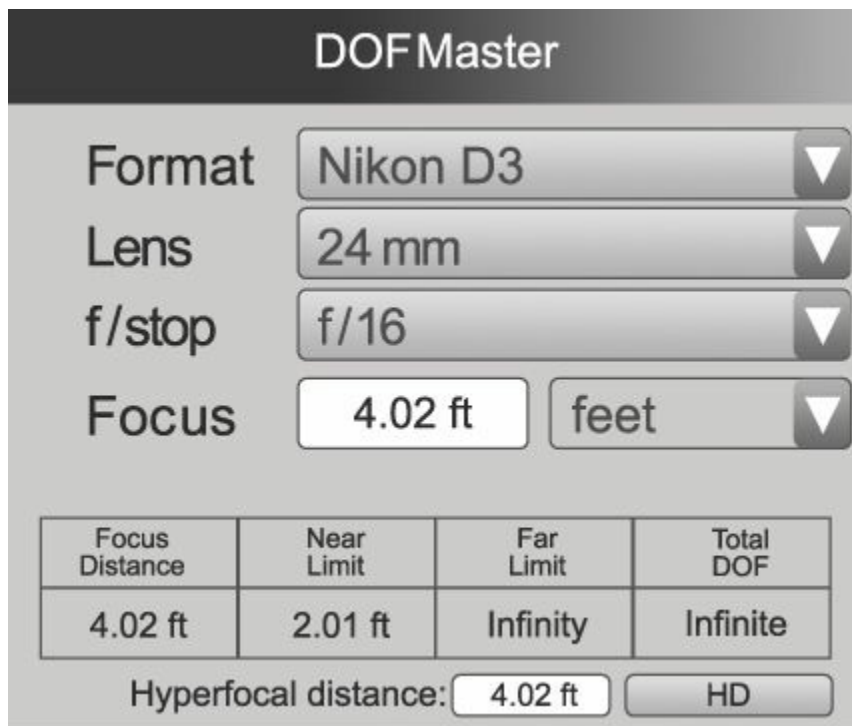 DOFMaster
Format Nikon D3
Lens 24 mm
f/stop f/16
Focus 4.02 ft feet
Focus Distance Near Limit Far Limit Total DOF
4.02 ft 2.01 ft Infinity Infinite
Hyperfocal distance: 4.02 ft HD